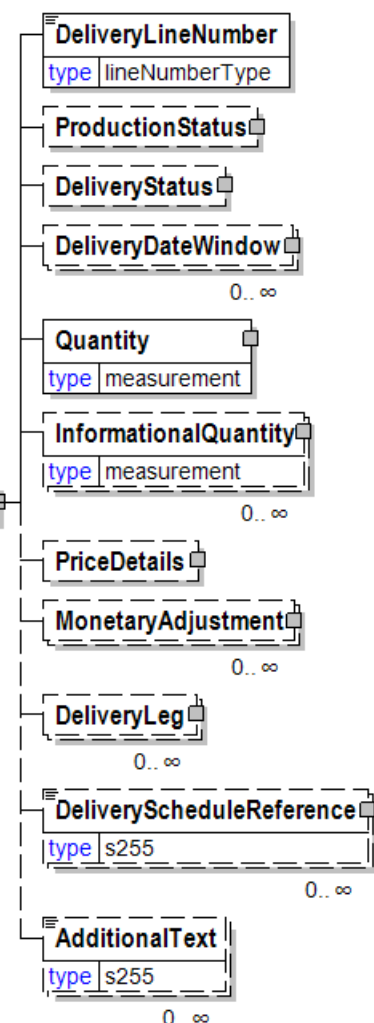 DeliveryLineNumber
type lineNumberType
ProductionStatus
DeliveryStatus
DeliveryDateWindow
0.. ∞
Quantity
type measurement
InformationalQuantity
type measurement
0.. ∞
PriceDetails
MonetaryAdjustment
0.. ∞
DeliveryLeg
0.. ∞
DeliveryScheduleReference
type s255
0.. ∞
AdditionalText
type s255
0.. ∞